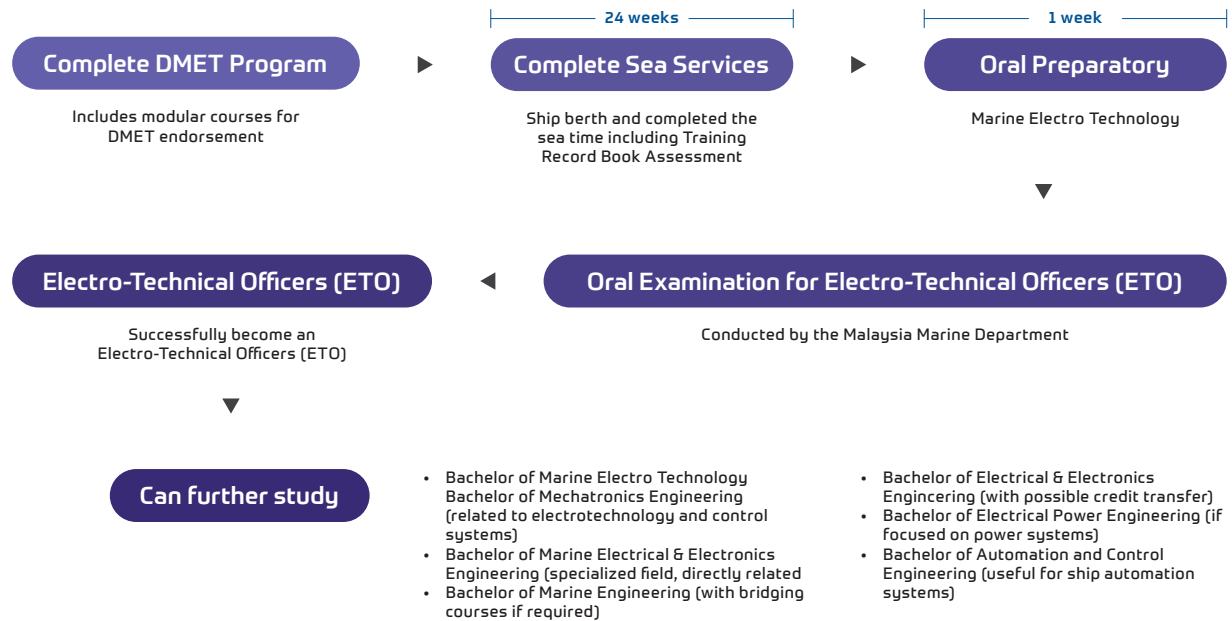 24 weeks
1 week
Complete DMET Program
Complete Sea Services
Oral Preparatory
Includes modular courses for
DMET endorsement
Ship berth and completed the
sea time including Training
Record Book Assessment
Marine Electro Technology
Electro-Technical Officers (ETO)
Oral Examination for Electro-Technical Officers (ETO)
Successfully become an
Electro-Technical Officers (ETO)
Conducted by the Malaysia Marine Department
Can further study
• Bachelor of Marine Electro Technology
Bachelor of Mechatronics Engineering
(related to electrotechnology and control
systems)
• Bachelor of Marine Electrical & Electronics
Engineering (specialized field, directly related
• Bachelor of Marine Engineering (with bridging
courses if required)
• Bachelor of Electrical & Electronics
Engincering (with possible credit transfer)
• Bachelor of Electrical Power Engineering (if
focused on power systems)
• Bachelor of Automation and Control
Engineering (useful for ship automation
systems)